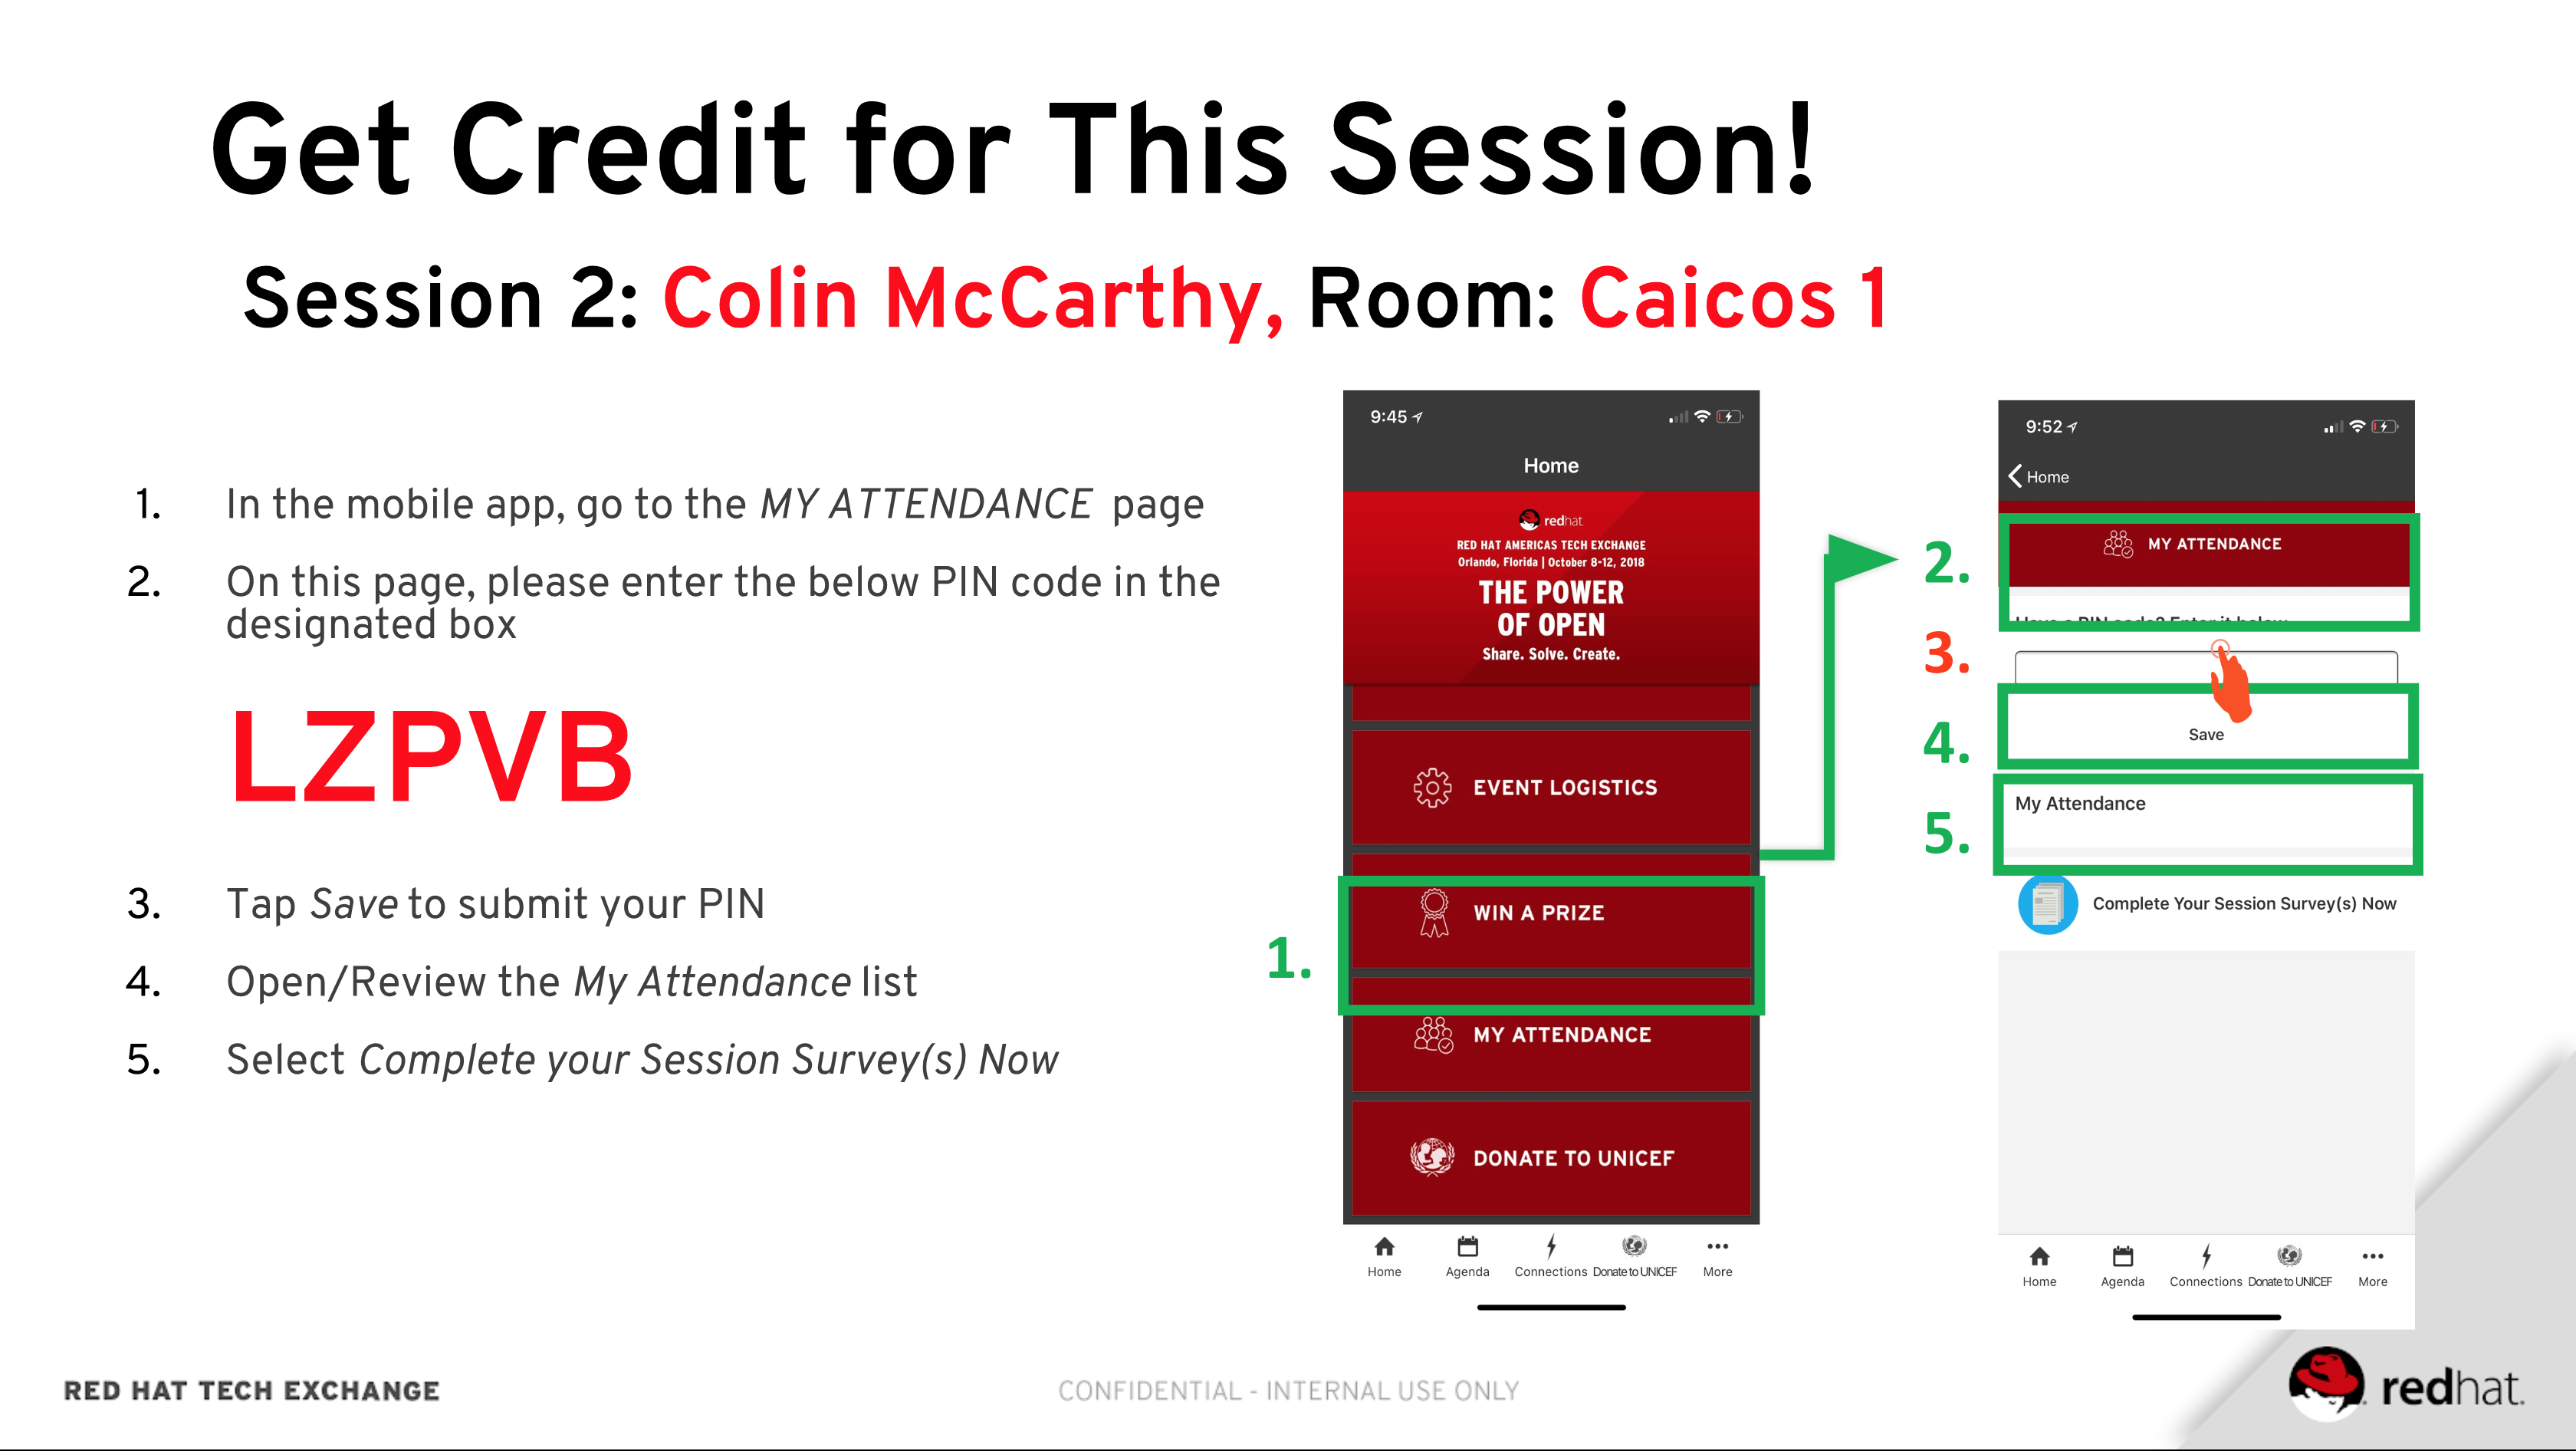 Get Credit for This Session!
Session 2: Colin McCarthy, Room: Caicos 1
1. In the mobile app, go to the MY ATTENDANCE page
2. On this page, please enter the below PIN code in the
designated box
LZPVB
3. Tap Save to submit your PIN
4. Open/Review the My Attendance list
5. Select Complete your Session Survey(s) Now
1.
9:45
Home
redhat
RED HAT AMERICAS TECH EXCHANGE
Orlando, Florida | October 8-12, 2018
THE POWER
OF OPEN
Share. Solve. Create.
EVENT LOGISTICS
WIN A PRIZE
MY ATTENDANCE
DONATE TO UNICEF
Home Agenda Connections Donate to UNICEF More
2.
3.
4.
5.
9:52
Home
MY ATTENDANCE
Have a PIN code? Enter it below
Save
My Attendance
Complete Your Session Survey(s) Now
Home Agenda Connections Donate to UNICEF More
RED HAT TECH EXCHANGE
CONFIDENTIAL - INTERNAL USE ONLY
redhat.